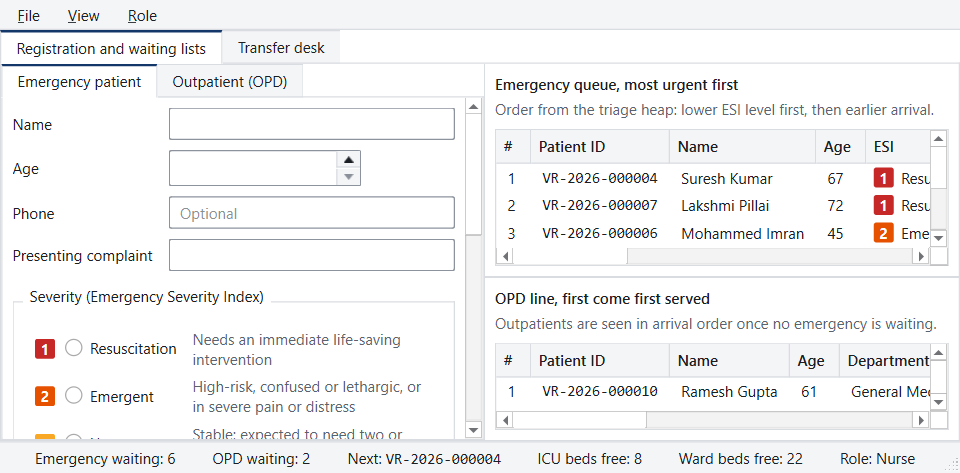 File View Role
Registration and waiting lists Transfer desk
Emergency patient Outpatient (OPD)
Name
Age
Phone Optional
Presenting complaint
Severity (Emergency Severity Index)
1 Resuscitation Needs an immediate life-saving
intervention
2 Emergent High-risk, confused or lethargic, or
in severe pain or distress
Stable; expected to need two or
Emergency queue, most urgent first
Order from the triage heap: lower ESI level first, then earlier arrival.
# Patient ID Name Age ESI
1 VR-2026-000004 Suresh Kumar 67 1 Resu
2 VR-2026-000007 Lakshmi Pillai 72 1 Resu
3 VR-2026-000006 Mohammed Imran 45 2 Eme
OPD line, first come first served
Outpatients are seen in arrival order once no emergency is waiting.
# Patient ID Name Age Department
1 VR-2026-000010 Ramesh Gupta 61 General Med
Emergency waiting: 6 OPD waiting: 2 Next: VR-2026-000004 ICU beds free: 8 Ward beds free: 22 Role: Nurse